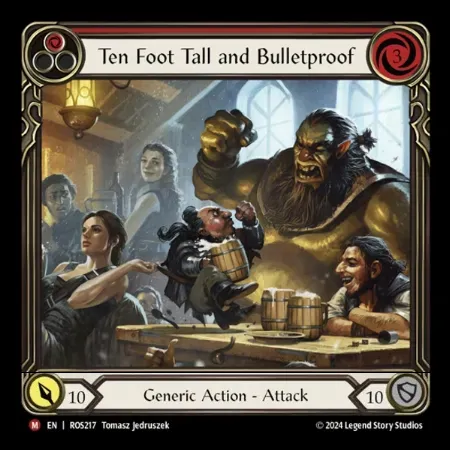 Ten Foot Tall and Bulletproof
3
10
Generic Action - Attack
10
M EN | ROS217 Tomasz Jedruszek
© 2024 Legend Story Studios